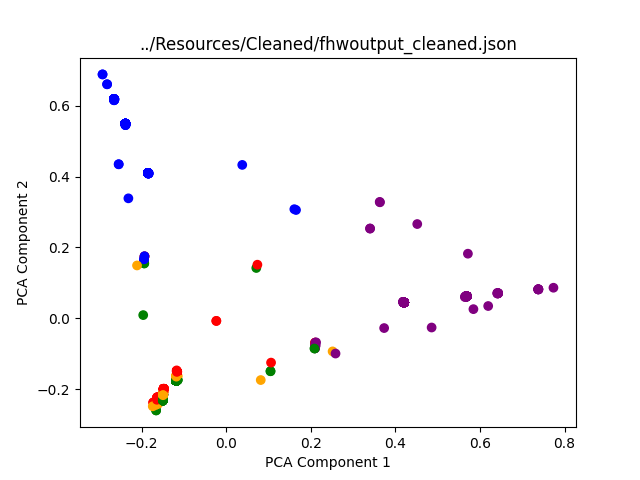 ../Resources/Cleaned/fhwoutput_cleaned.json
0.6
0.4
0.2
0.0
−0.2
PCA Component 2
−0.2 0.0 0.2 0.4 0.6 0.8
PCA Component 1